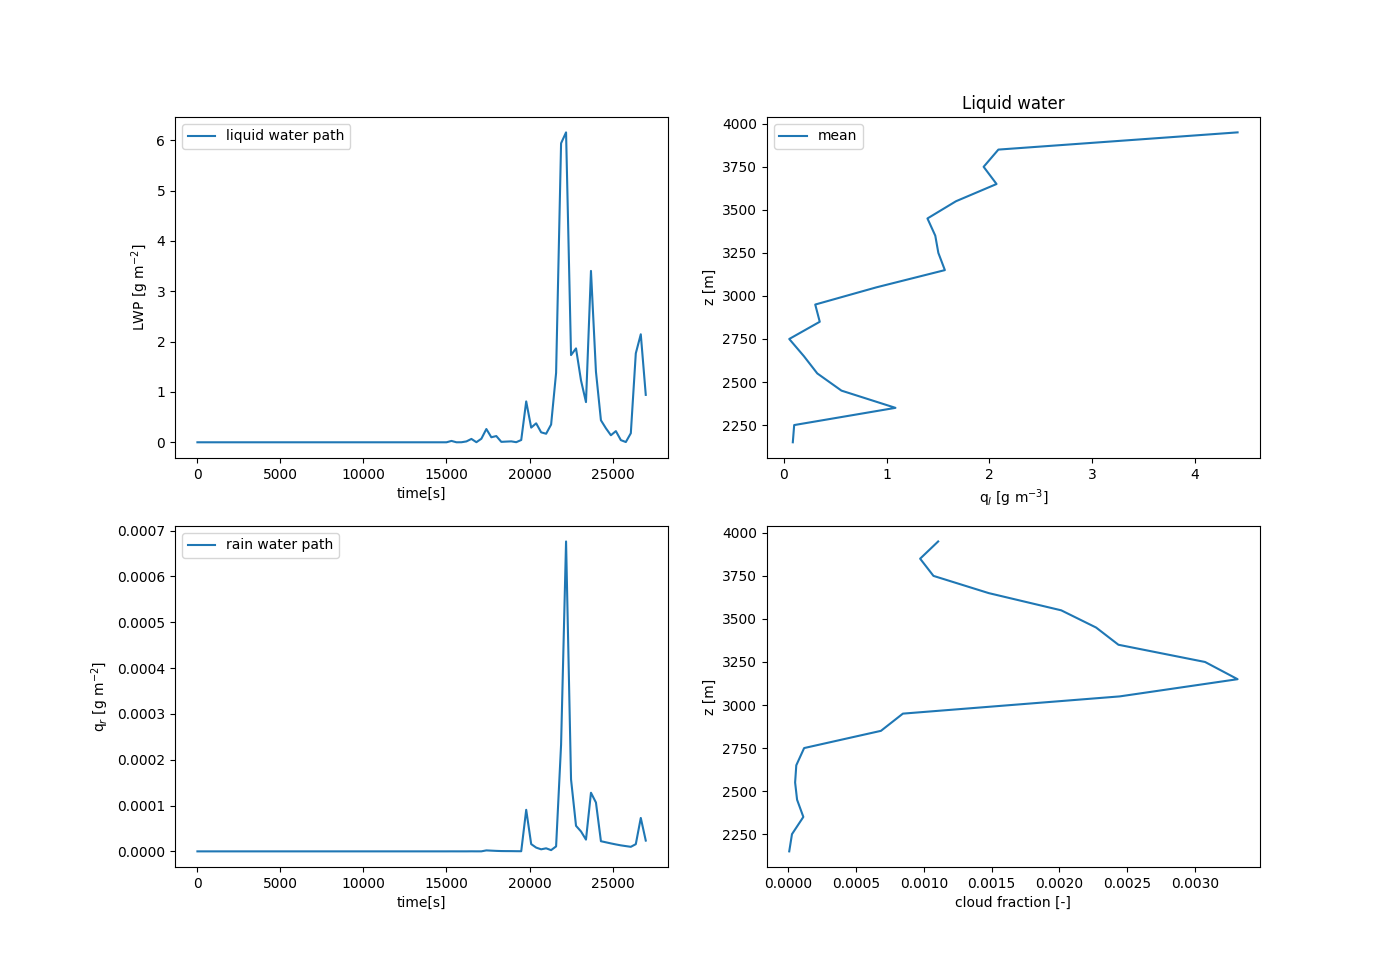 liquid water path
LWP [g m⁻²]
6
5
4
3
2
1
0
0 5000 10000 15000 20000 25000
time[s]
Liquid water
mean
z [m]
4000
3750
3500
3250
3000
2750
2500
2250
0 1 2 3 4
qₗ [g m⁻³]
rain water path
qᵣ [g m⁻²]
0.0007
0.0006
0.0005
0.0004
0.0003
0.0002
0.0001
0.0000
0 5000 10000 15000 20000 25000
time[s]
z [m]
4000
3750
3500
3250
3000
2750
2500
2250
0.0000 0.0005 0.0010 0.0015 0.0020 0.0025 0.0030
cloud fraction [-]